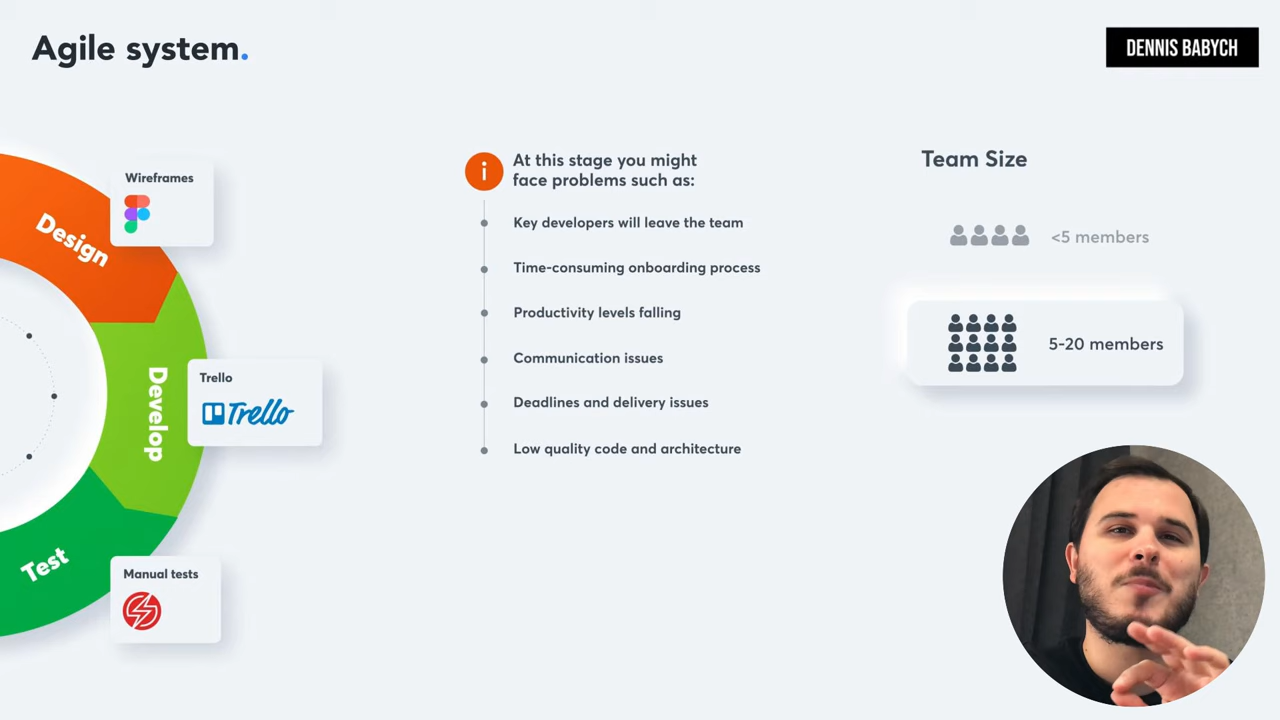 Agile system.
DENNIS BABYCH
Design
Wireframes
Develop
Trello
Trello
Test
Manual tests
i
At this stage you might
face problems such as:
Key developers will leave the team
Time-consuming onboarding process
Productivity levels falling
Communication issues
Deadlines and delivery issues
Low quality code and architecture
Team Size
<5 members
5-20 members